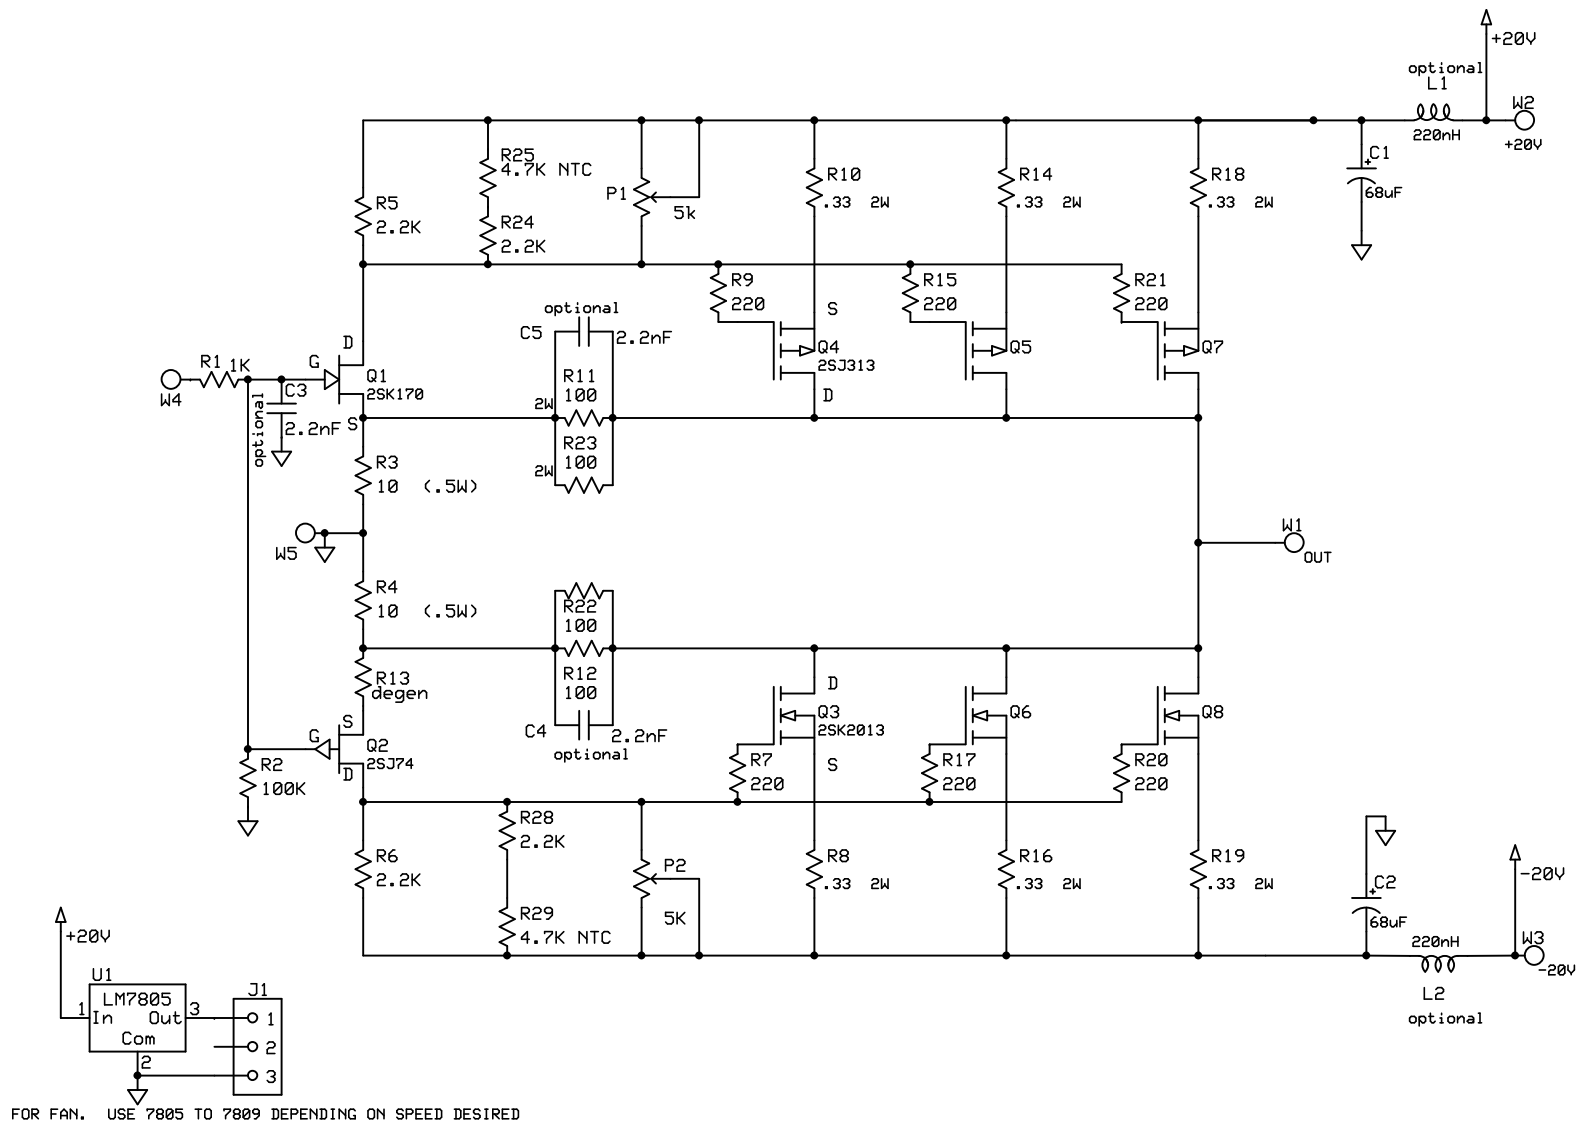 +20V
optional
L1
W2
220nH
+20V
C1
68uF
R25
4.7K NTC
P1
5k
R10
.33 2W
R14
.33 2W
R18
.33 2W
R5
2.2K
R24
2.2K
R9
220
R15
220
R21
220
optional
C5
2.2nF
S
Q4
2SJ313
D
Q5
Q7
D
G
Q1
2SK170
S
R1
1K
W4
C3
2.2nF
optional
R11
100
2W
R23
100
2W
R3
10 (.5W)
W5
W1
OUT
R4
10 (.5W)
R22
100
R12
100
R13
degen
C4
2.2nF
optional
D
Q3
2SK2013
S
Q6
Q8
S
G
Q2
2SJ74
D
R2
100K
R7
220
R17
220
R20
220
R28
2.2K
R6
2.2K
P2
5K
R8
.33 2W
R16
.33 2W
R19
.33 2W
R29
4.7K NTC
C2
68uF
-20V
220nH
W3
-20V
L2
optional
+20V
U1
LM7805
1
In
Out
3
Com
2
J1
1
2
3
FOR FAN. USE 7805 TO 7809 DEPENDING ON SPEED DESIRED